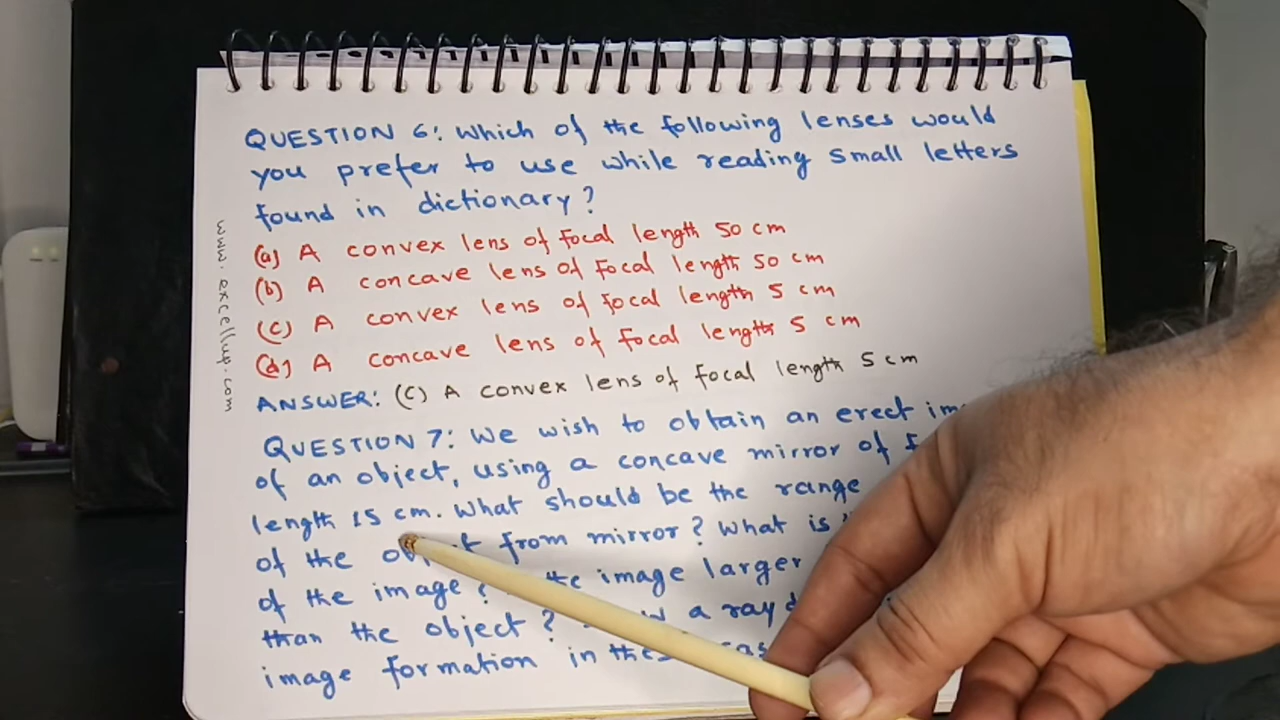 QUESTION 6: Which of the following lenses would
you prefer to use while reading small letters
found in dictionary?
(a) A convex lens of focal length 50 cm
(b) A concave lens of focal length 50 cm
(c) A convex lens of focal length 5 cm
(d) A concave lens of focal length 5 cm
ANSWER: (C) A convex lens of focal length 5 cm
QUESTION 7: We wish to obtain an erect
of an object, using a concave mirror of
length 15 cm. What should be the range
of the from mirror? What is
of the image? the image larger
than the object? a ray
image formation in
www.excellup.com